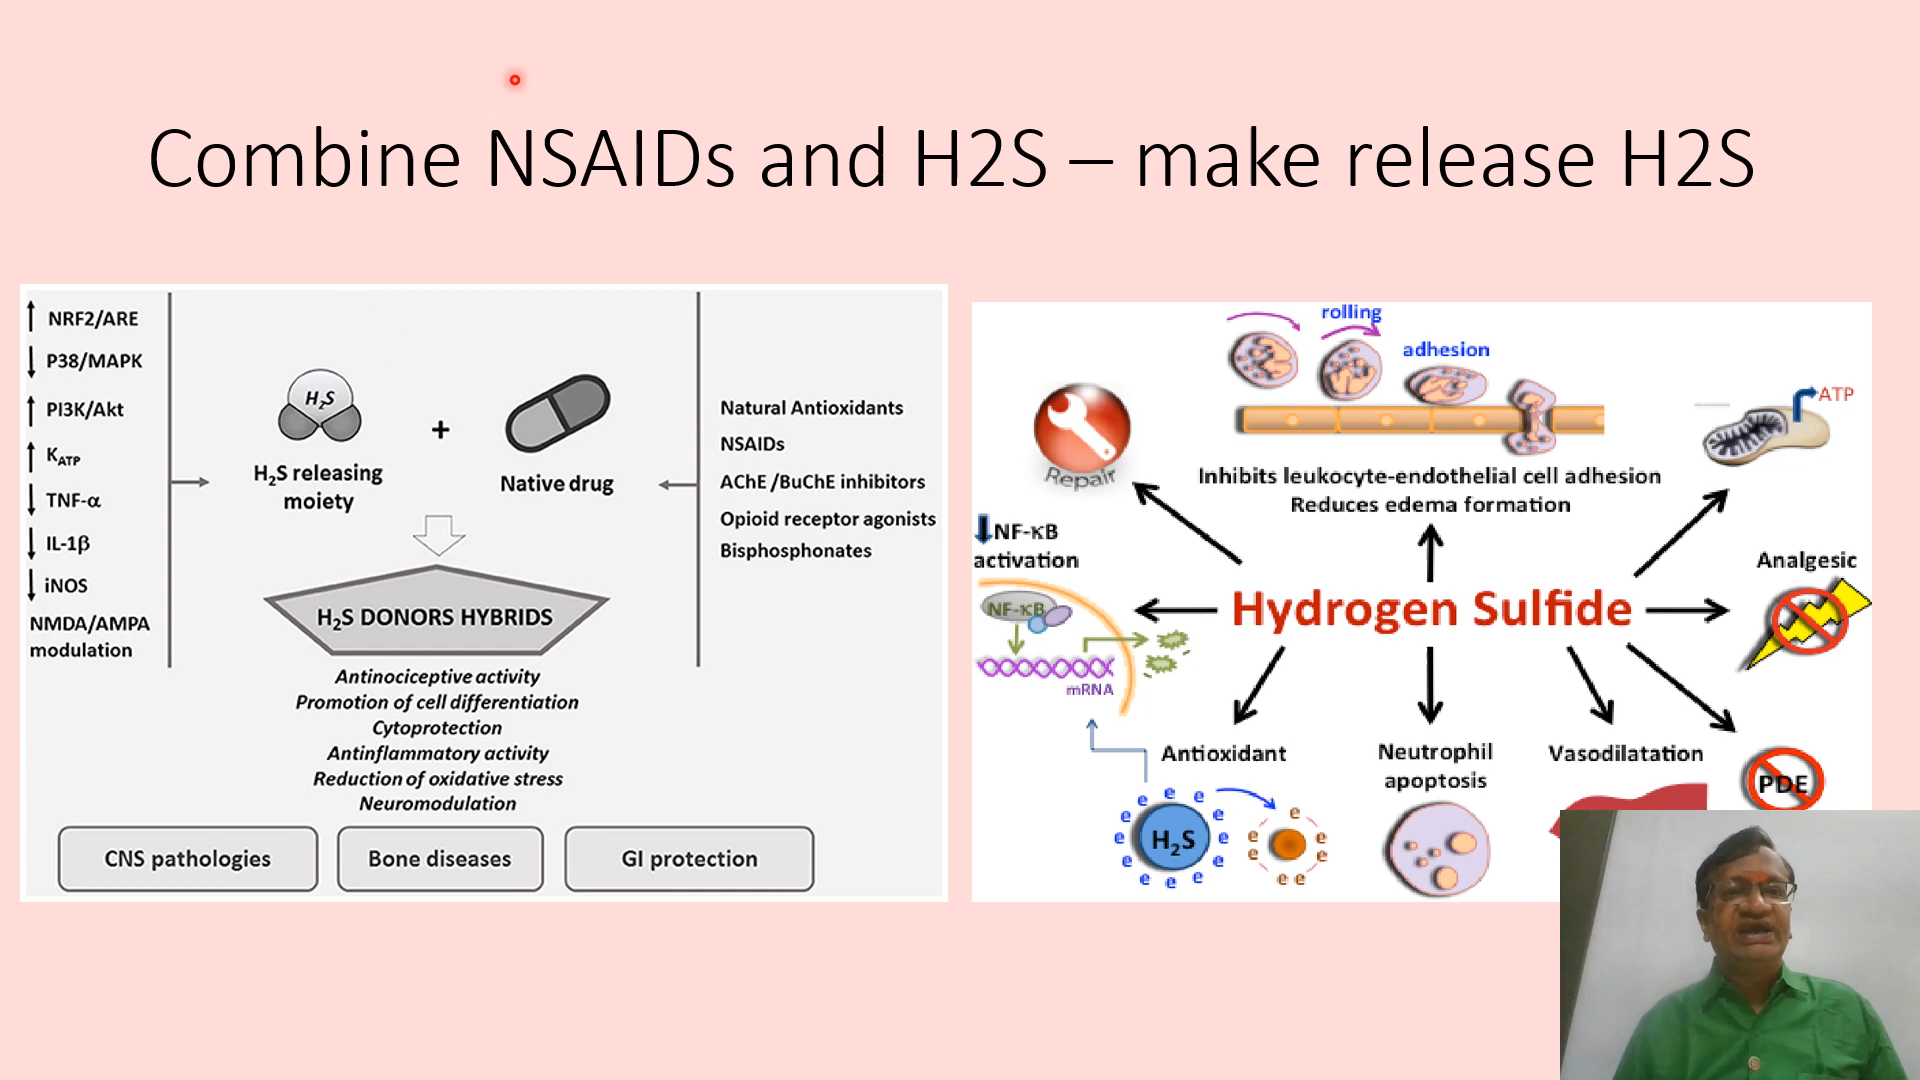 Combine NSAIDs and H2S – make release H2S
NRF2/ARE
P38/MAPK
PI3K/Akt
KATP
TNF-α
IL-1β
iNOS
NMDA/AMPA
modulation
H2S
H2S releasing
moiety
+
Native drug
Natural Antioxidants
NSAIDs
AChE /BuChE inhibitors
Opioid receptor agonists
Bisphosphonates
H2S DONORS HYBRIDS
Antinociceptive activity
Promotion of cell differentiation
Cytoprotection
Antinflammatory activity
Reduction of oxidative stress
Neuromodulation
CNS pathologies
Bone diseases
GI protection
rolling
adhesion
Repair
ATP
Inhibits leukocyte-endothelial cell adhesion
Reduces edema formation
NF-κB
activation
NF-κB
mRNA
Hydrogen Sulfide
Analgesic
Antioxidant
Neutrophil
apoptosis
Vasodilatation
PDE
H2S
e e e e e e e e e e e e
e e e e e e e